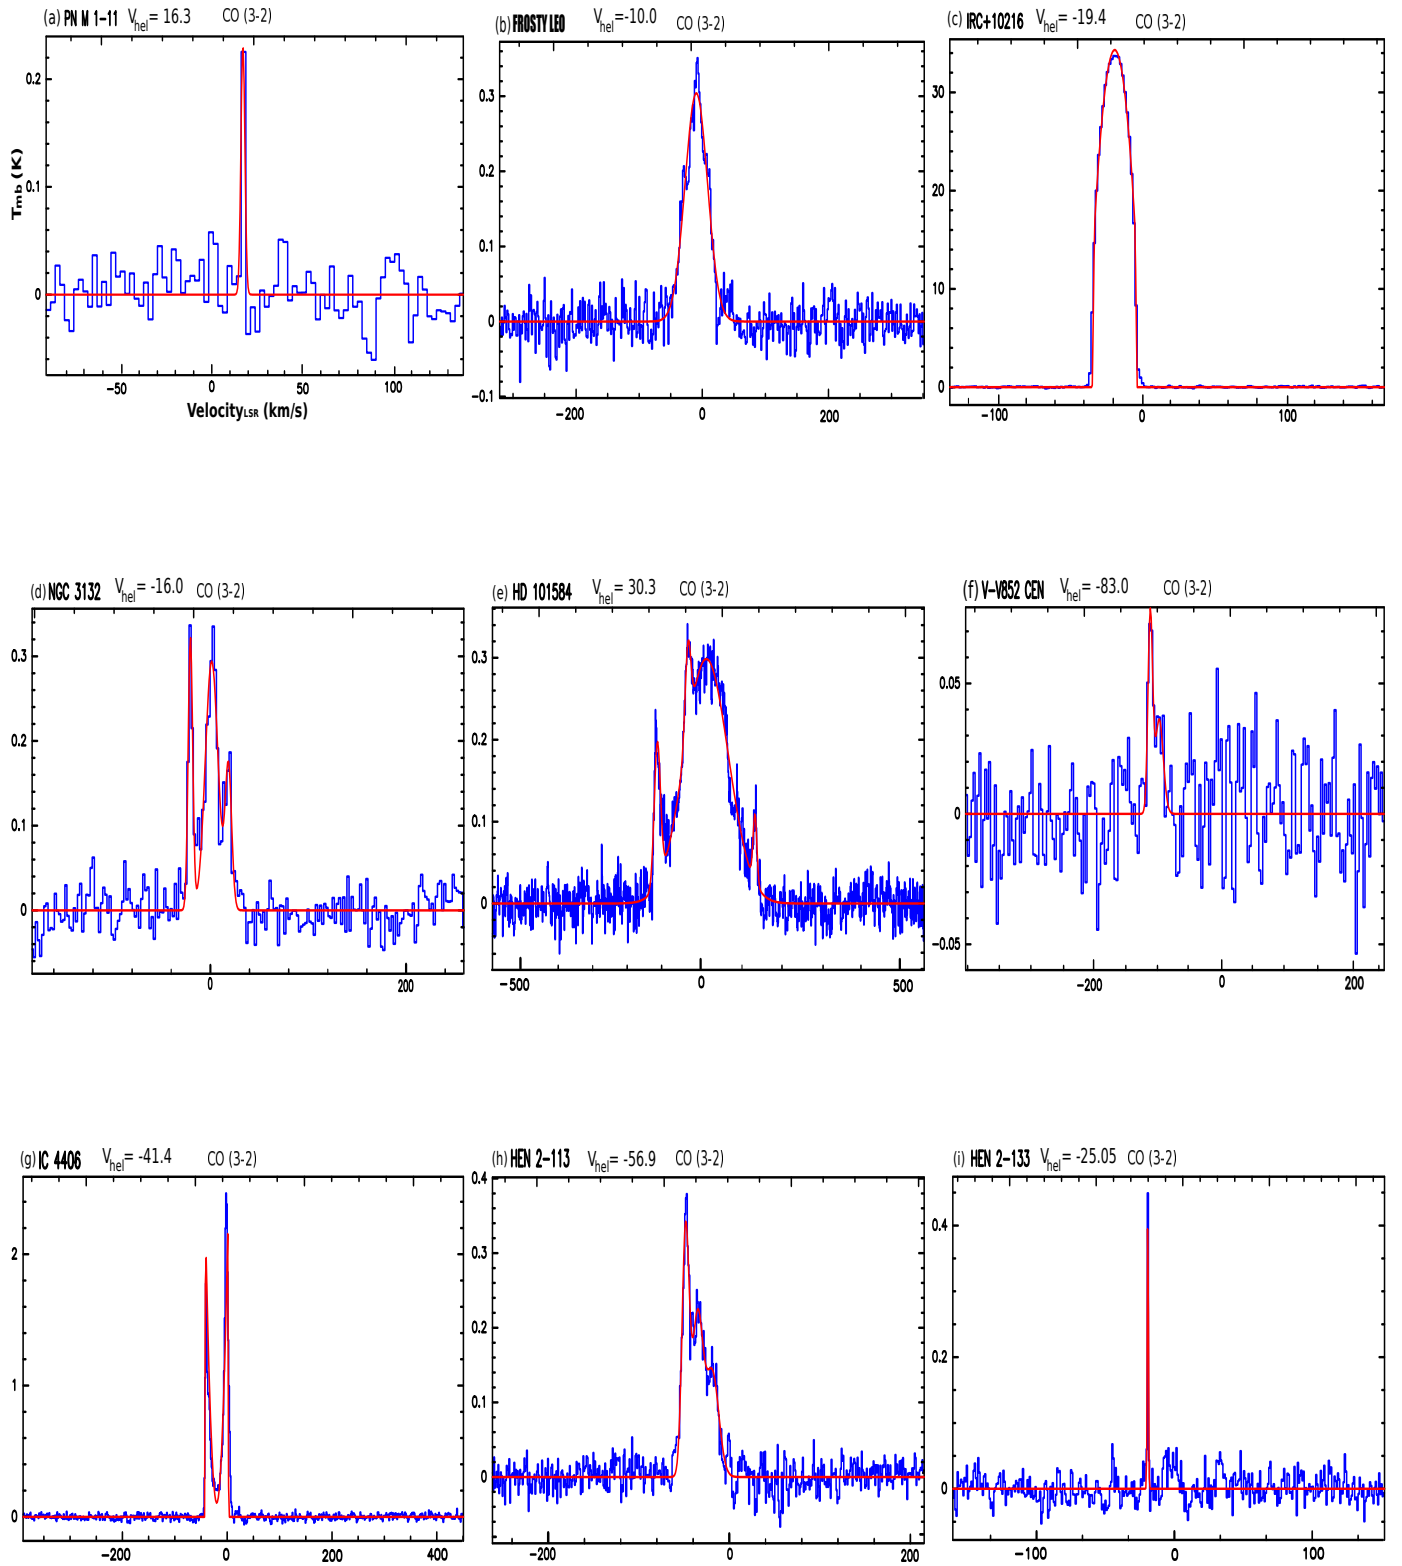 (a) PN M 1-11 Vhel= 16.3 CO (3-2)
0.2
0.1
0
Tmb (K)
-50 0 50 100
VelocityLSR (km/s)
(b) FROSTY LEO Vhel=-10.0 CO (3-2)
0.3
0.2
0.1
0
-0.1
-200 0 200
(c) IRC+10216 Vhel= -19.4 CO (3-2)
30
20
10
0
-100 0 100
(d) NGC 3132 Vhel= -16.0 CO (3-2)
0.3
0.2
0.1
0
0 200
(e) HD 101584 Vhel= 30.3 CO (3-2)
0.3
0.2
0.1
0
-500 0 500
(f) V-V852 CEN Vhel= -83.0 CO (3-2)
0.05
0
-0.05
-200 0 200
(g) IC 4406 Vhel= -41.4 CO (3-2)
2
1
0
-200 0 200 400
(h) HEN 2-113 Vhel= -56.9 CO (3-2)
0.4
0.3
0.2
0.1
0
-200 0 200
(i) HEN 2-133 Vhel= -25.05 CO (3-2)
0.4
0.2
0
-100 0 100